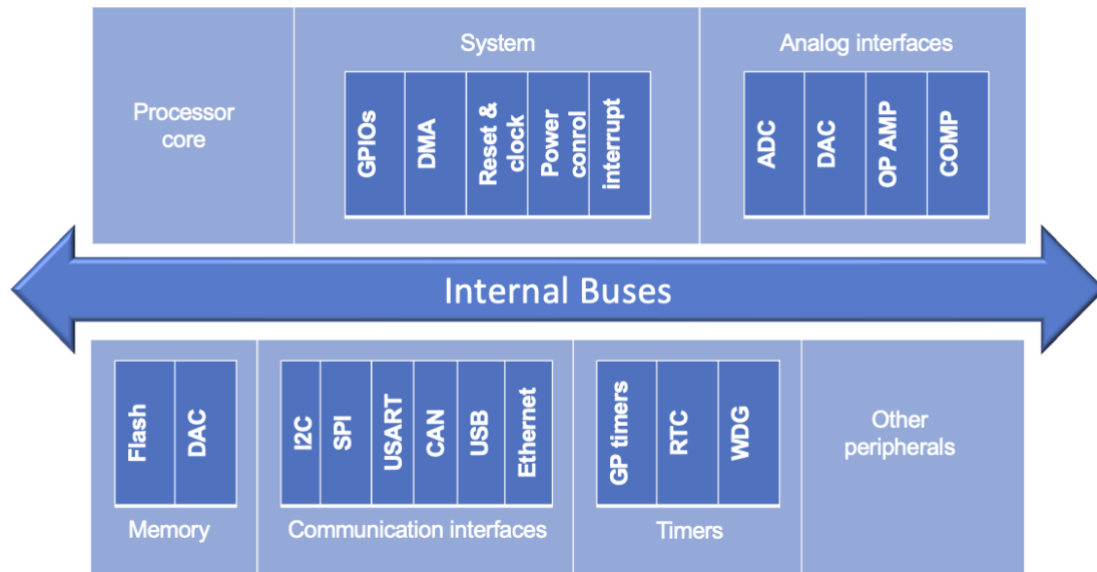 System
Analog interfaces
Processor
core
GPIOs
DMA
Reset &
clock
Power
conrol
interrupt
ADC
DAC
OP AMP
COMP
Internal Buses
Flash
DAC
I2C
SPI
USART
CAN
USB
Ethernet
GP timers
RTC
WDG
Other
peripherals
Memory
Communication interfaces
Timers